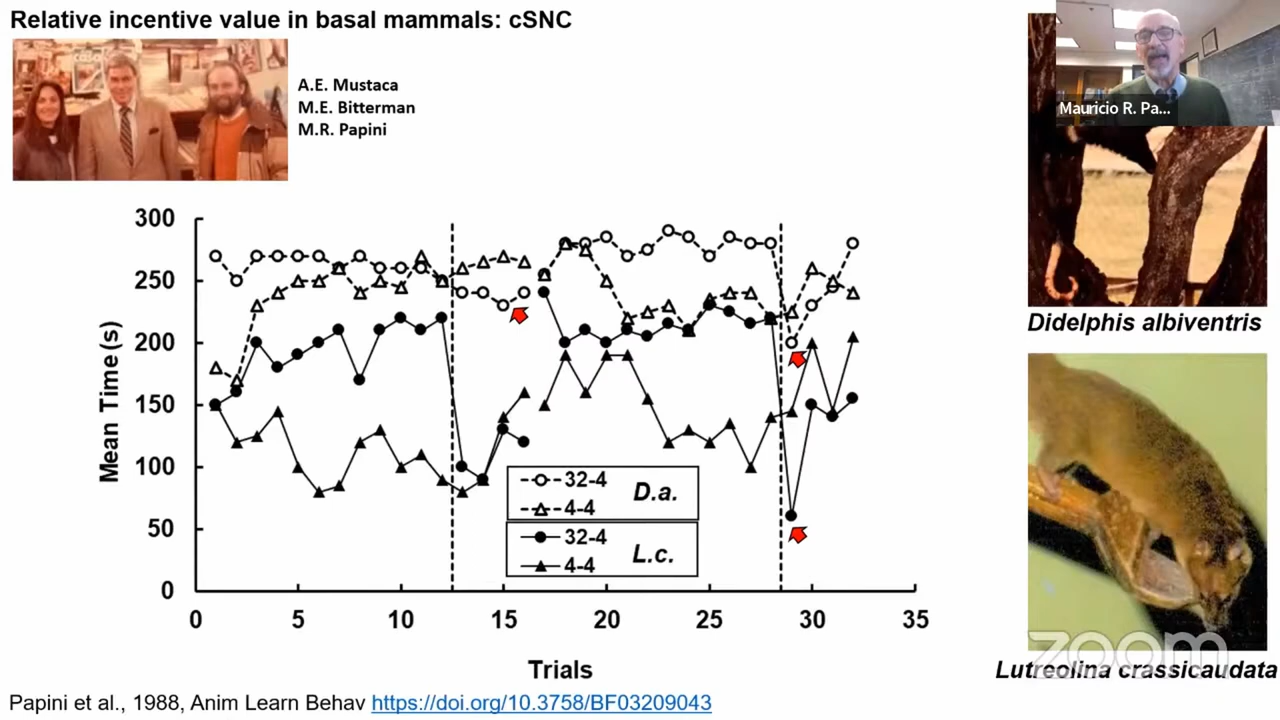 Relative incentive value in basal mammals: cSNC
A.E. Mustaca
M.E. Bitterman
M.R. Papini
Mauricio R. Pa...
Didelphis albiventris
Mean Time (s)
300
250
200
150
100
50
0
0
5
10
15
20
25
30
35
Trials
32-4
4-4
D.a.
32-4
4-4
L.c.
zoom
Lutreolina crassicaudata
Papini et al., 1988, Anim Learn Behav https://doi.org/10.3758/BF03209043